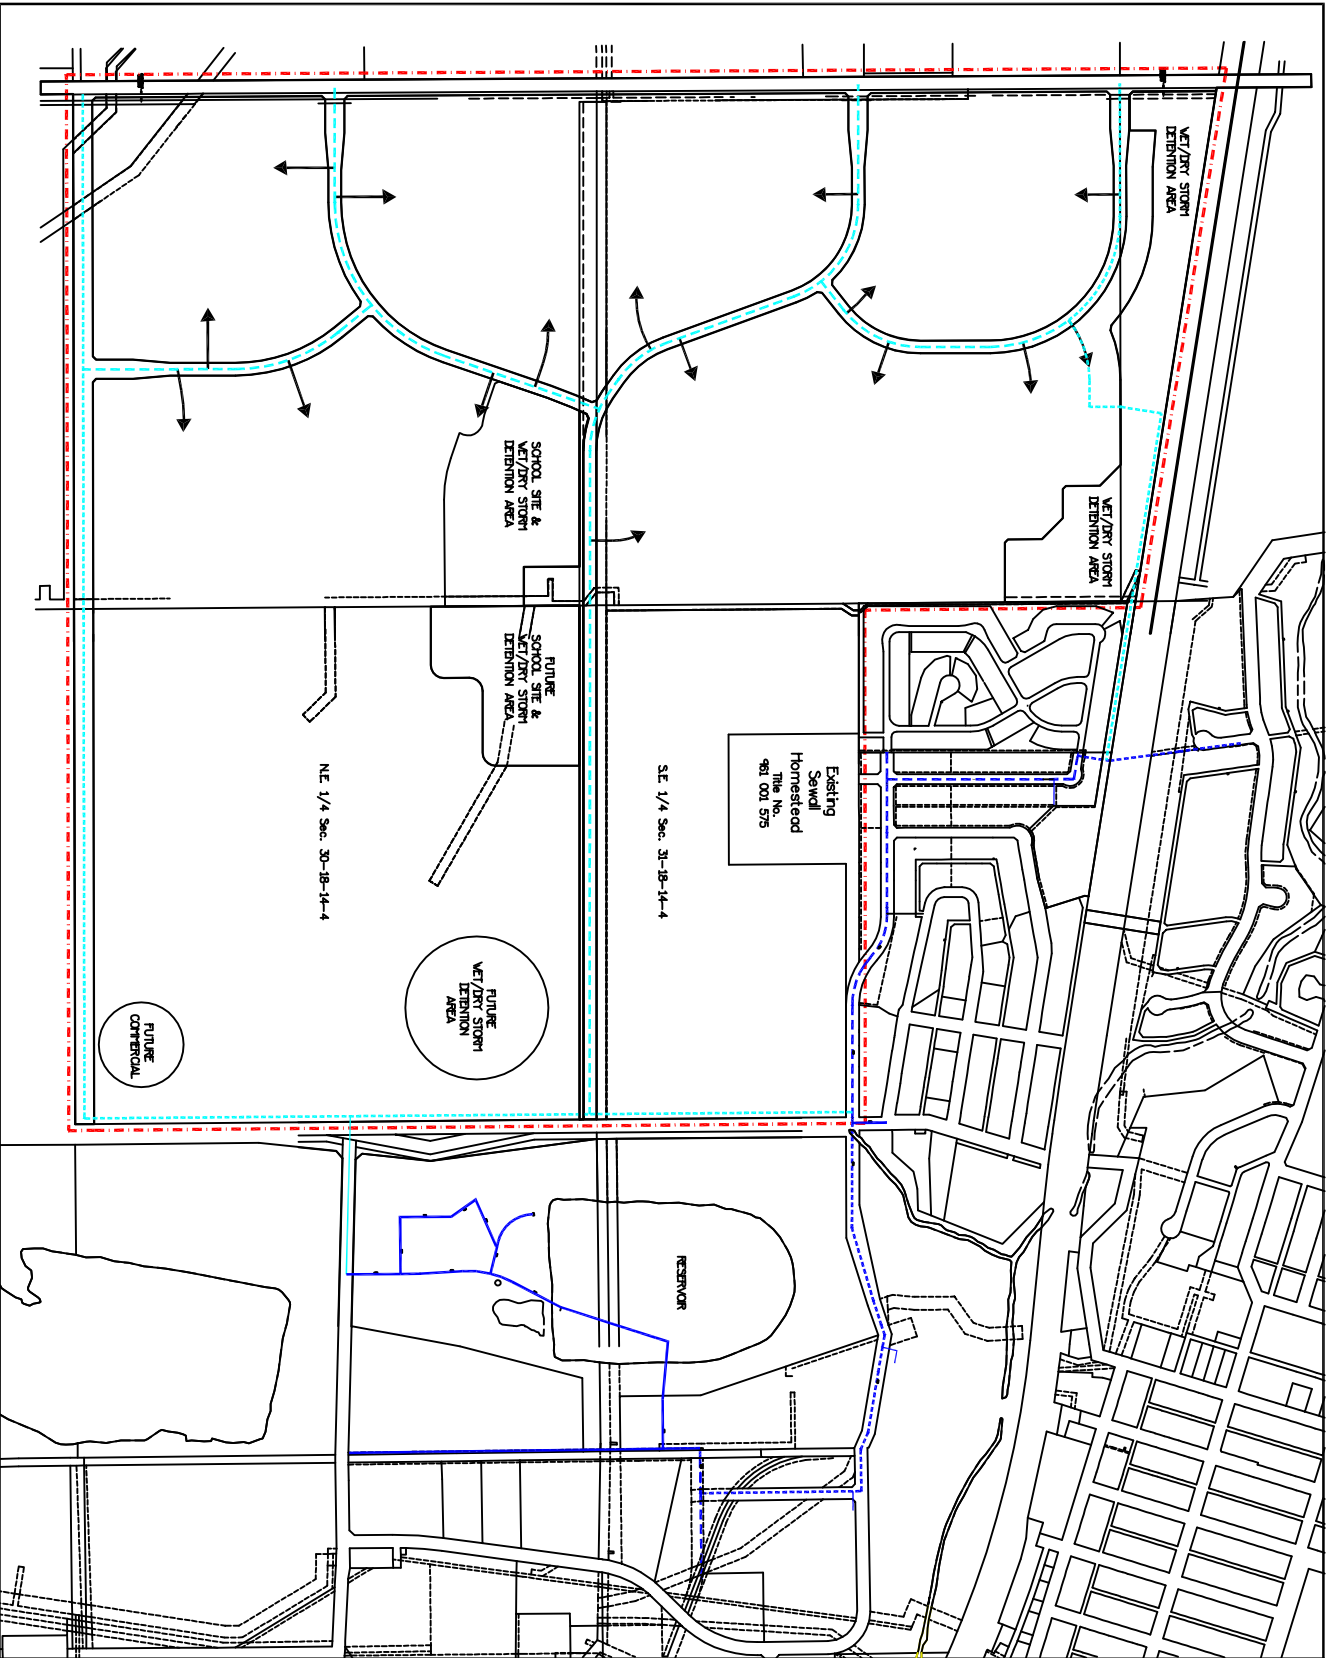 WET/DRY STORM
DETENTION AREA
SCHOOL SITE &
WET/DRY STORM
DETENTION AREA
WET/DRY STORM
DETENTION AREA
FUTURE
SCHOOL SITE &
WET/DRY STORM
DETENTION AREA
Existing
Sewall
Homestead
Title No.
961 001 575
S.E. 1/4 Sec. 31-18-14-4
N.E. 1/4 Sec. 30-18-14-4
FUTURE
WET/DRY STORM
DETENTION
AREA
FUTURE
COMMERCIAL
RESERVOIR